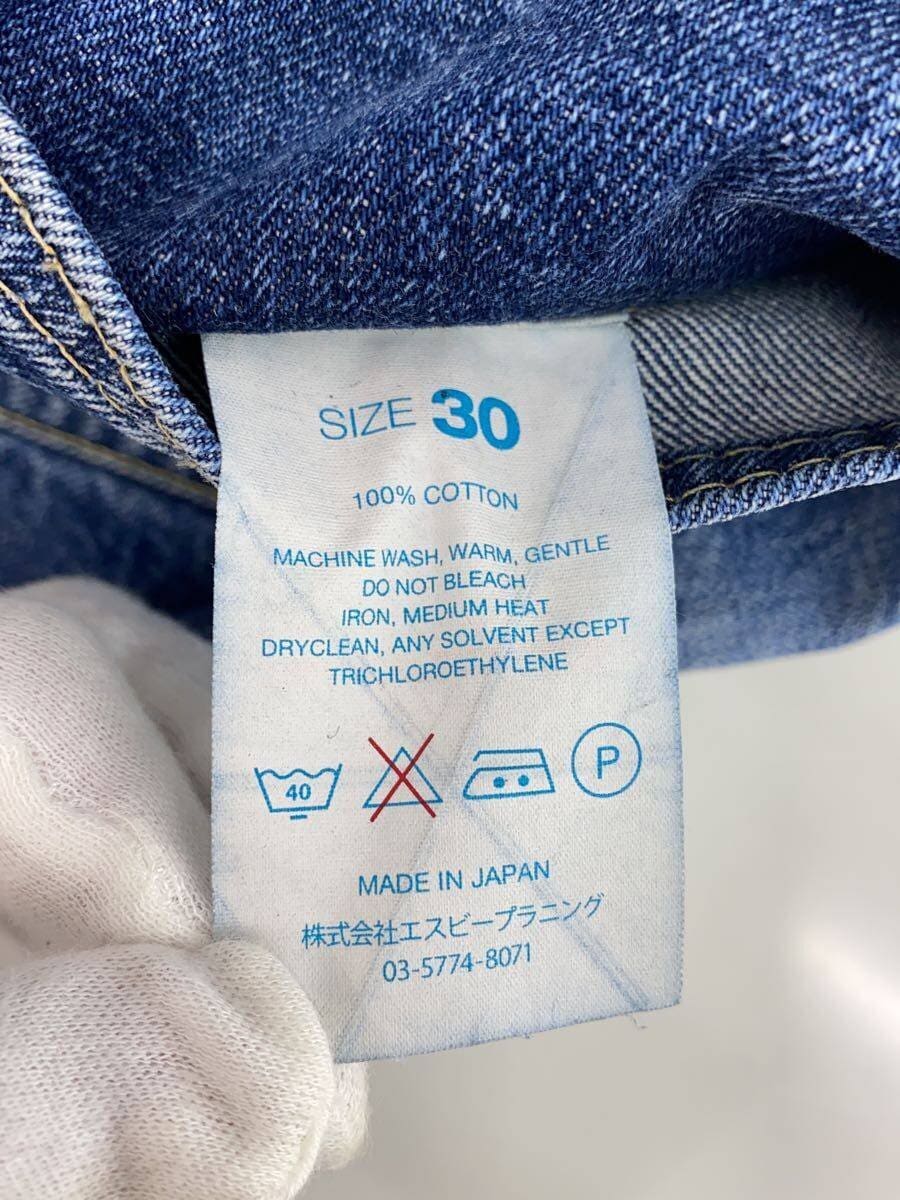 SIZE 30
100% COTTON
MACHINE WASH, WARM, GENTLE
DO NOT BLEACH
IRON, MEDIUM HEAT
DRYCLEAN, ANY SOLVENT EXCEPT
TRICHLOROETHYLENE
40
P
MADE IN JAPAN
株式会社エスビープラニング
03-5774-8071